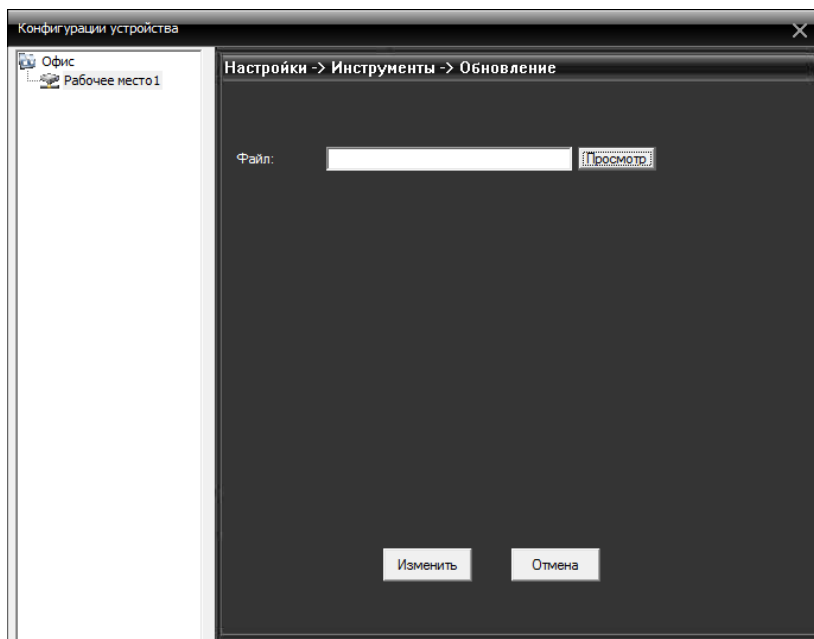 Конфигурации устройства
Офис
Рабочее место1
Настройки -> Инструменты -> Обновление
Файл:
Просмотр
Изменить
Отмена